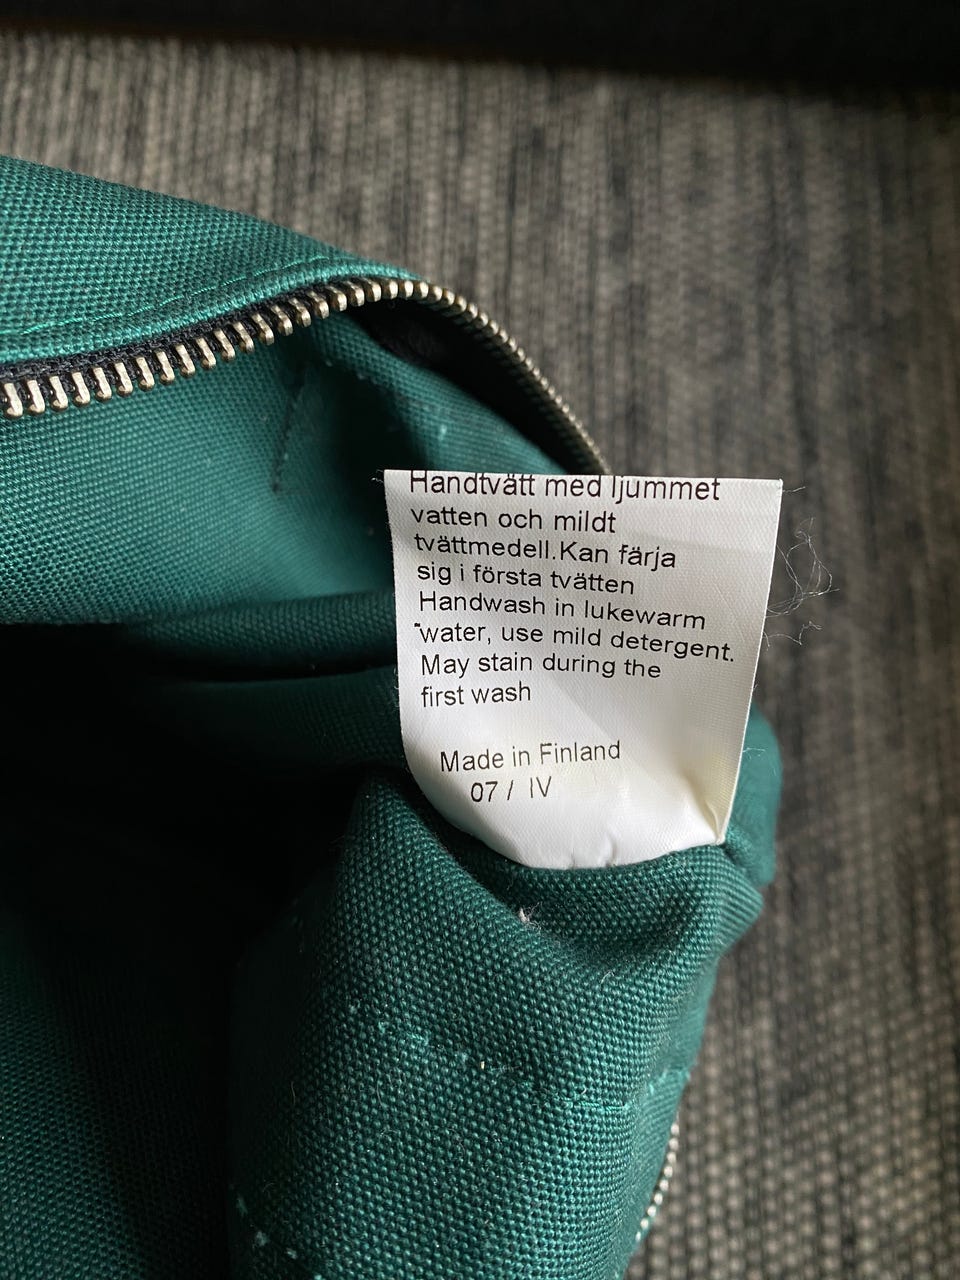 Handtvätt med ljummet
vatten och mildt
tvättmedell.Kan färja
sig i första tvätten
Handwash in lukewarm
water, use mild detergent.
May stain during the
first wash
Made in Finland
07 / IV